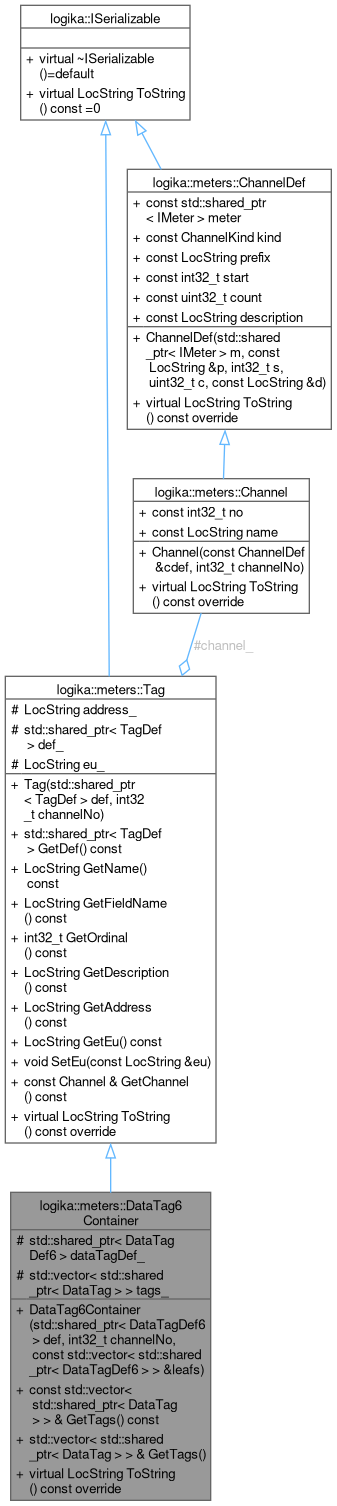 logika::ISerializable
+ virtual ~ISerializable
()=default
+ virtual LocString ToString
() const =0
logika::meters::ChannelDef
+ const std::shared_ptr
< IMeter > meter
+ const ChannelKind kind
+ const LocString prefix
+ const int32_t start
+ const uint32_t count
+ const LocString description
+ ChannelDef(std::shared
_ptr< IMeter > m, const
LocString &p, int32_t s,
uint32_t c, const LocString &d)
+ virtual LocString ToString
() const override
logika::meters::Channel
+ const int32_t no
+ const LocString name
+ Channel(const ChannelDef
&cdef, int32_t channelNo)
+ virtual LocString ToString
() const override
#channel_
logika::meters::Tag
# LocString address_
# std::shared_ptr< TagDef
> def_
# LocString eu_
+ Tag(std::shared_ptr
< TagDef > def, int32
_t channelNo)
+ std::shared_ptr< TagDef
> GetDef() const
+ LocString GetName()
const
+ LocString GetFieldName
() const
+ int32_t GetOrdinal
() const
+ LocString GetDescription
() const
+ LocString GetAddress
() const
+ LocString GetEu() const
+ void SetEu(const LocString &eu)
+ const Channel & GetChannel
() const
+ virtual LocString ToString
() const override
logika::meters::DataTag6
Container
# std::shared_ptr< DataTag
Def6 > dataTagDef_
# std::vector< std::shared
_ptr< DataTag > > tags_
+ DataTag6Container
(std::shared_ptr< DataTagDef6
> def, int32_t channelNo,
const std::vector< std::shared
_ptr< DataTagDef6 > > &leafs)
+ const std::vector<
std::shared_ptr< DataTag
> > & GetTags() const
+ std::vector< std::shared
_ptr< DataTag > > & GetTags()
+ virtual LocString ToString
() const override